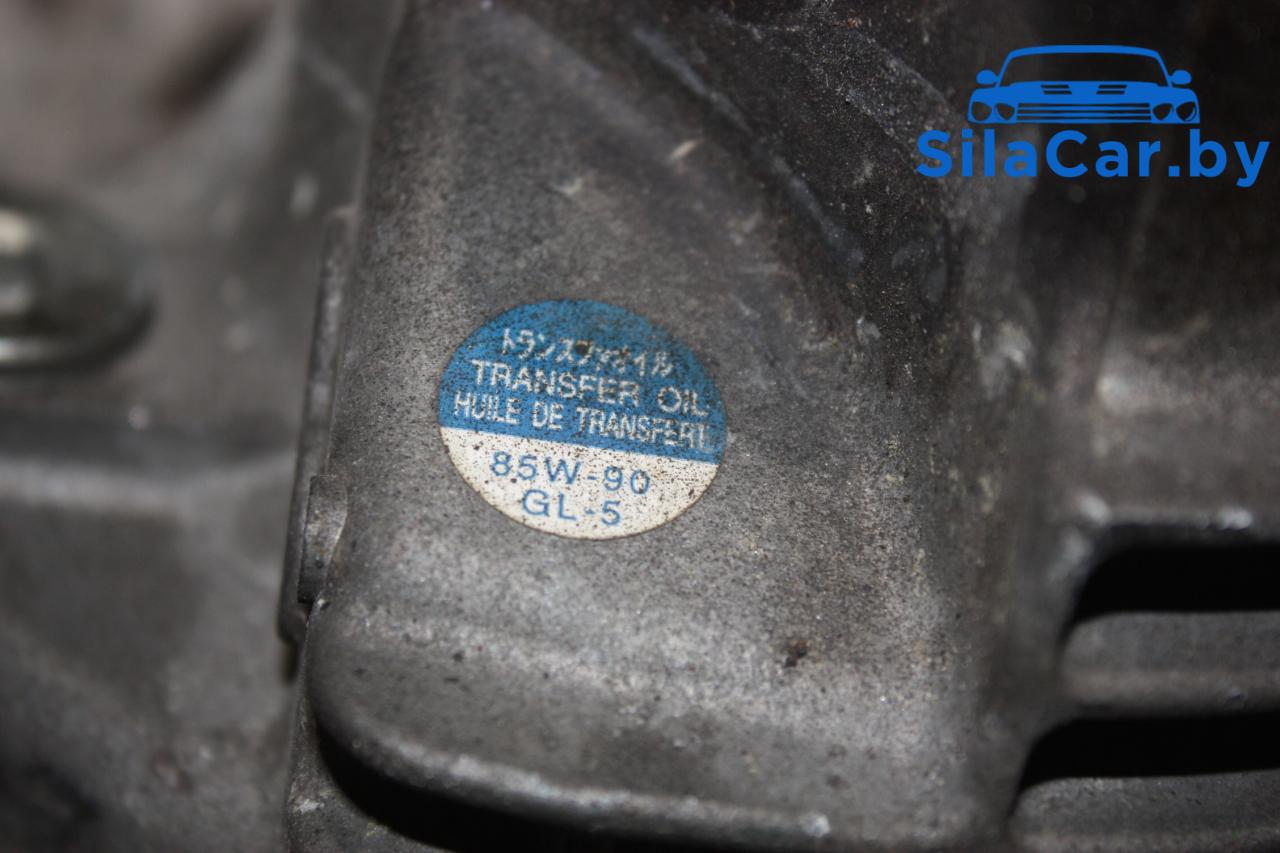 SilaCar.by
トランスファオイル
TRANSFER OIL
HUILE DE TRANSFERT
85W-90
GL-5